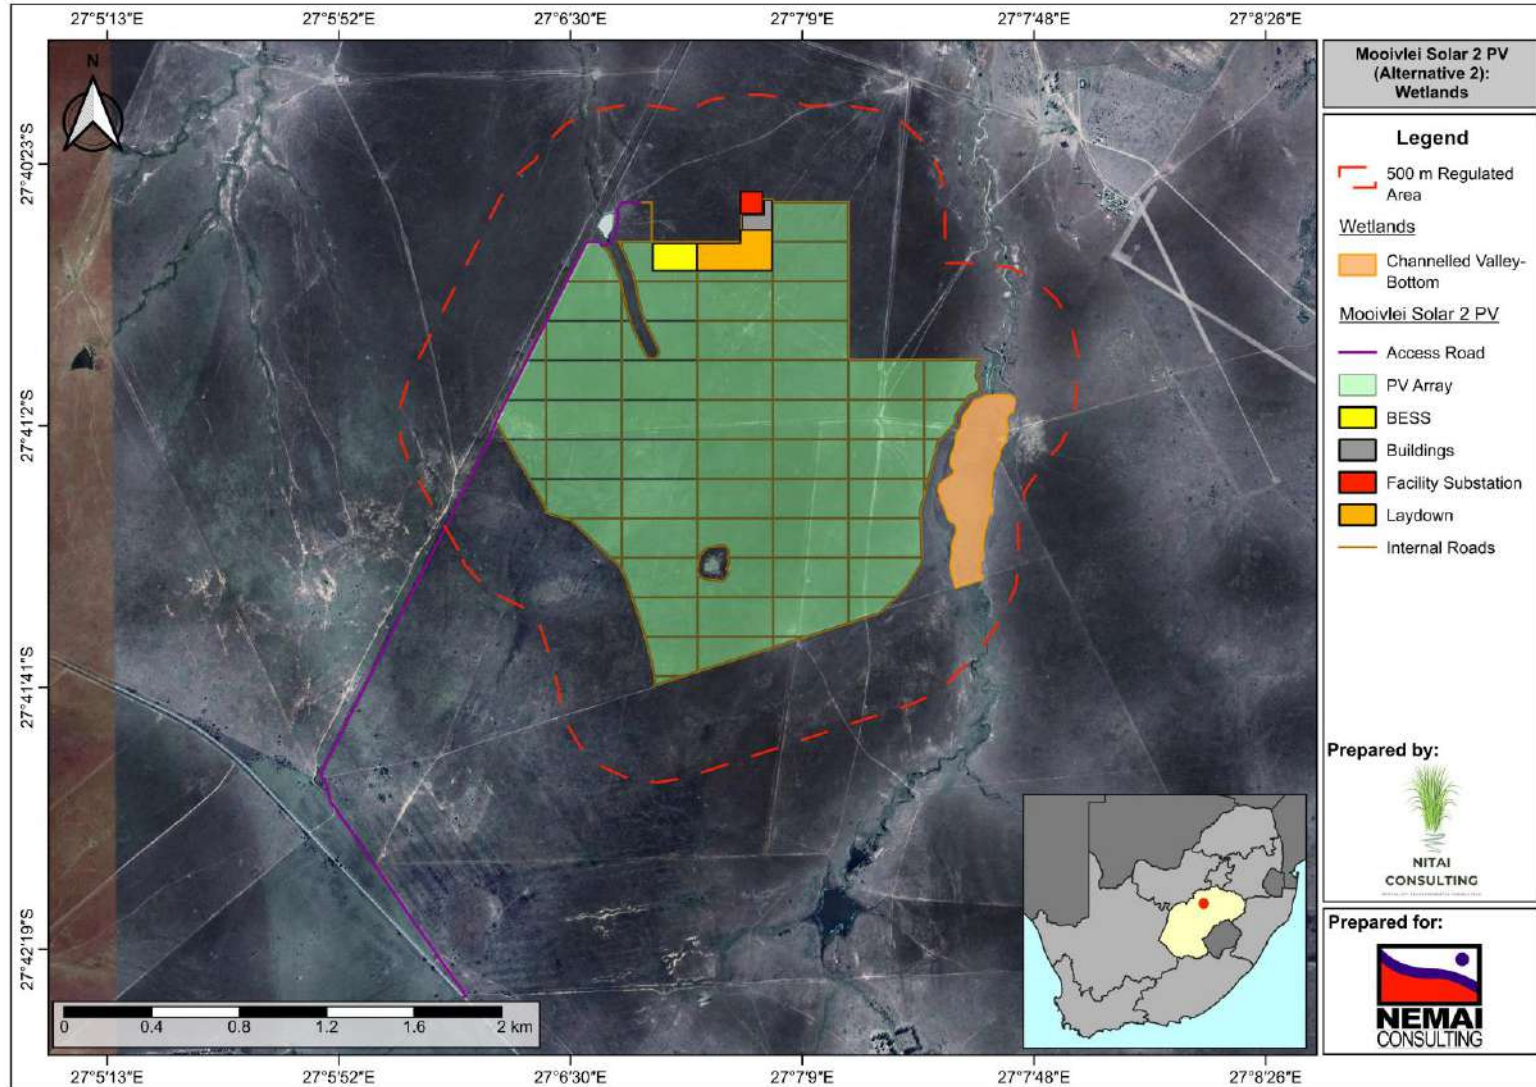 27°5'13"E
27°5'52"E
27°6'30"E
27°7'9"E
27°7'48"E
27°8'26"E
N
27°40'23"S
27°41'2"S
27°41'41"S
27°42'19"S
0
0.4
0.8
1.2
1.6
2 km
27°5'13"E
27°5'52"E
27°6'30"E
27°7'9"E
27°7'48"E
27°8'26"E
Mooivlei Solar 2 PV
(Alternative 2):
Wetlands
Legend
500 m Regulated
Area
Wetlands
Channelled Valley-
Bottom
Mooivlei Solar 2 PV
Access Road
PV Array
BESS
Buildings
Facility Substation
Laydown
Internal Roads
Prepared by:
NITAI
CONSULTING
Prepared for:
NEMAI
CONSULTING